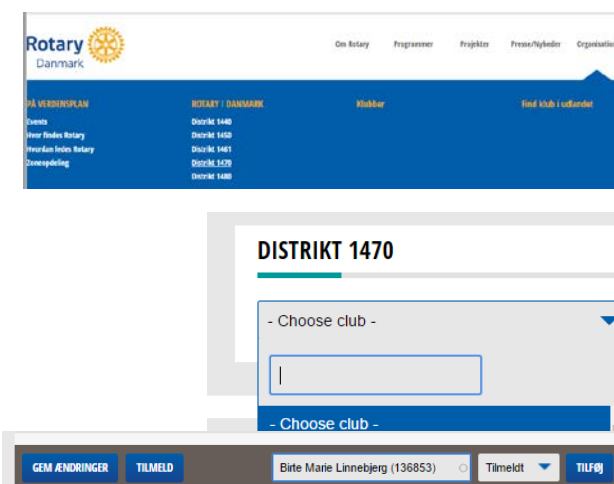 Rotary
Danmark
Om Rotary Programmer Projekter Presse/Nyheder Organisation
PÅ VERDENSPLAN ROTARY I DANMARK Klubber Find klub i udlandet
Events Distrikt 1440
Hvor findes Rotary Distrikt 1450
Hvordan ledes Rotary Distrikt 1461
Zoneopdeling Distrikt 1470
Distrikt 1480
DISTRIKT 1470
- Choose club -
- Choose club -
GEM ÆNDRINGER TILMELD Birte Marie Linnebjerg (136853) Tilmeldt TILFØJ